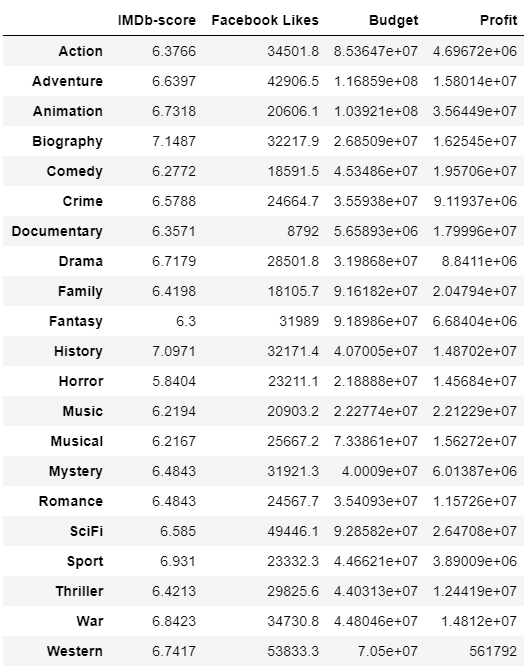 IMDb-score Facebook Likes Budget Profit
Action 6.3766 34501.8 8.53647e+07 4.69672e+06
Adventure 6.6397 42906.5 1.16859e+08 1.58014e+07
Animation 6.7318 20606.1 1.03921e+08 3.56449e+07
Biography 7.1487 32217.9 2.68509e+07 1.62545e+07
Comedy 6.2772 18591.5 4.53486e+07 1.95706e+07
Crime 6.5788 24664.7 3.55938e+07 9.11937e+06
Documentary 6.3571 8792 5.65893e+06 1.79996e+07
Drama 6.7179 28501.8 3.19868e+07 8.8411e+06
Family 6.4198 18105.7 9.16182e+07 2.04794e+07
Fantasy 6.3 31989 9.18986e+07 6.68404e+06
History 7.0971 32171.4 4.07005e+07 1.48702e+07
Horror 5.8404 23211.1 2.18888e+07 1.45684e+07
Music 6.2194 20903.2 2.22774e+07 2.21229e+07
Musical 6.2167 25667.2 7.33861e+07 1.56272e+07
Mystery 6.4843 31921.3 4.0009e+07 6.01387e+06
Romance 6.4843 24567.7 3.54093e+07 1.15726e+07
SciFi 6.585 49446.1 9.28582e+07 2.64708e+07
Sport 6.931 23332.3 4.46621e+07 3.89009e+06
Thriller 6.4213 29825.6 4.40313e+07 1.24419e+07
War 6.8423 34730.8 4.48046e+07 1.4812e+07
Western 6.7417 53833.3 7.05e+07 561792